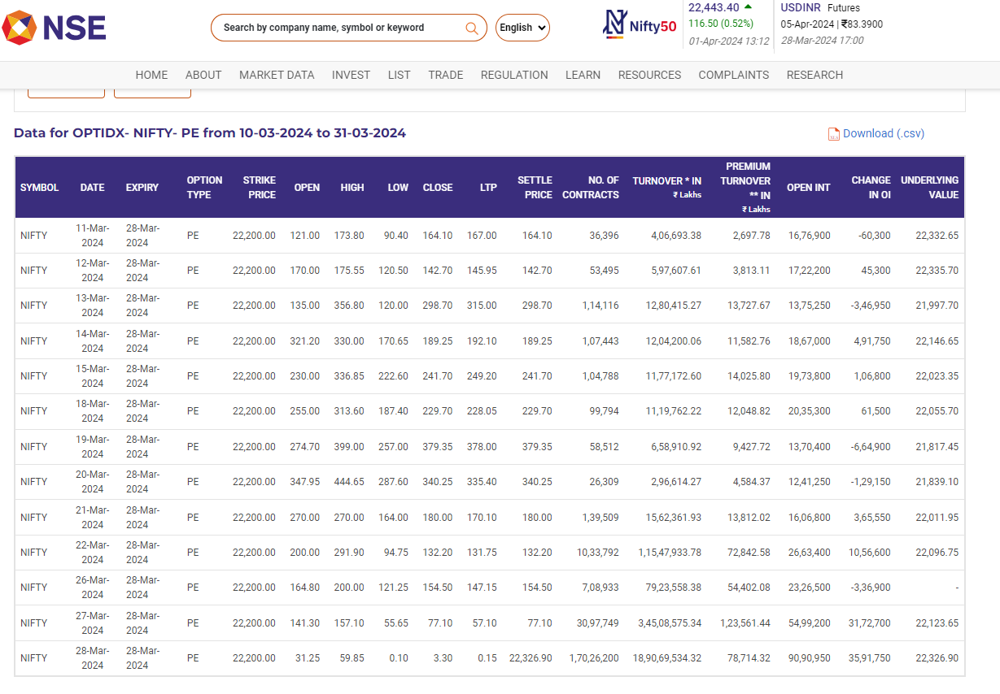 NSE
Search by company name, symbol or keyword
English
Nifty50
22,443.40
116.50 (0.52%)
01-Apr-2024 13:12
USDINR Futures
05-Apr-2024 | ₹83.3900
28-Mar-2024 17:00
HOME ABOUT MARKET DATA INVEST LIST TRADE REGULATION LEARN RESOURCES COMPLAINTS RESEARCH
Data for OPTIDX- NIFTY- PE from 10-03-2024 to 31-03-2024
Download (.csv)
SYMBOL DATE EXPIRY OPTION TYPE STRIKE PRICE OPEN HIGH LOW CLOSE LTP SETTLE PRICE NO. OF CONTRACTS TURNOVER * IN ₹ Lakhs PREMIUM TURNOVER ** IN ₹ Lakhs OPEN INT CHANGE IN OI UNDERLYING VALUE
NIFTY 11-Mar-2024 28-Mar-2024 PE 22,200.00 121.00 173.80 90.40 164.10 167.00 164.10 36,396 4,06,693.38 2,697.78 16,76,900 -60,300 22,332.65
NIFTY 12-Mar-2024 28-Mar-2024 PE 22,200.00 170.00 175.55 120.50 142.70 145.95 142.70 53,495 5,97,607.61 3,813.11 17,22,200 45,300 22,335.70
NIFTY 13-Mar-2024 28-Mar-2024 PE 22,200.00 135.00 356.80 120.00 298.70 315.00 298.70 1,14,116 12,80,415.27 13,727.67 13,75,250 -3,46,950 21,997.70
NIFTY 14-Mar-2024 28-Mar-2024 PE 22,200.00 321.20 330.00 170.65 189.25 192.10 189.25 1,07,443 12,04,200.06 11,582.76 18,67,000 4,91,750 22,146.65
NIFTY 15-Mar-2024 28-Mar-2024 PE 22,200.00 230.00 336.85 222.60 241.70 249.20 241.70 1,04,788 11,77,172.60 14,025.80 19,73,800 1,06,800 22,023.35
NIFTY 18-Mar-2024 28-Mar-2024 PE 22,200.00 255.00 313.60 187.40 229.70 228.05 229.70 99,794 11,19,762.22 12,048.82 20,35,300 61,500 22,055.70
NIFTY 19-Mar-2024 28-Mar-2024 PE 22,200.00 274.70 399.00 257.00 379.35 378.00 379.35 58,512 6,58,910.92 9,427.72 13,70,400 -6,64,900 21,817.45
NIFTY 20-Mar-2024 28-Mar-2024 PE 22,200.00 347.95 444.65 287.60 340.25 335.40 340.25 26,309 2,96,614.27 4,584.37 12,41,250 -1,29,150 21,839.10
NIFTY 21-Mar-2024 28-Mar-2024 PE 22,200.00 270.00 270.00 164.00 180.00 170.10 180.00 1,39,509 15,62,361.93 13,812.02 16,06,800 3,65,550 22,011.95
NIFTY 22-Mar-2024 28-Mar-2024 PE 22,200.00 200.00 291.90 94.75 132.20 131.75 132.20 10,33,792 1,15,47,933.78 72,842.58 26,63,400 10,56,600 22,096.75
NIFTY 26-Mar-2024 28-Mar-2024 PE 22,200.00 164.80 200.00 121.25 154.50 147.15 154.50 7,08,933 79,23,558.38 54,402.08 23,26,500 -3,36,900 -
NIFTY 27-Mar-2024 28-Mar-2024 PE 22,200.00 141.30 157.10 55.65 77.10 57.10 77.10 30,97,749 3,45,08,575.34 1,23,561.44 54,99,200 31,72,700 22,123.65
NIFTY 28-Mar-2024 28-Mar-2024 PE 22,200.00 31.25 59.85 0.10 3.30 0.15 22,326.90 1,70,26,200 18,90,69,534.32 78,714.32 90,90,950 35,91,750 22,326.90